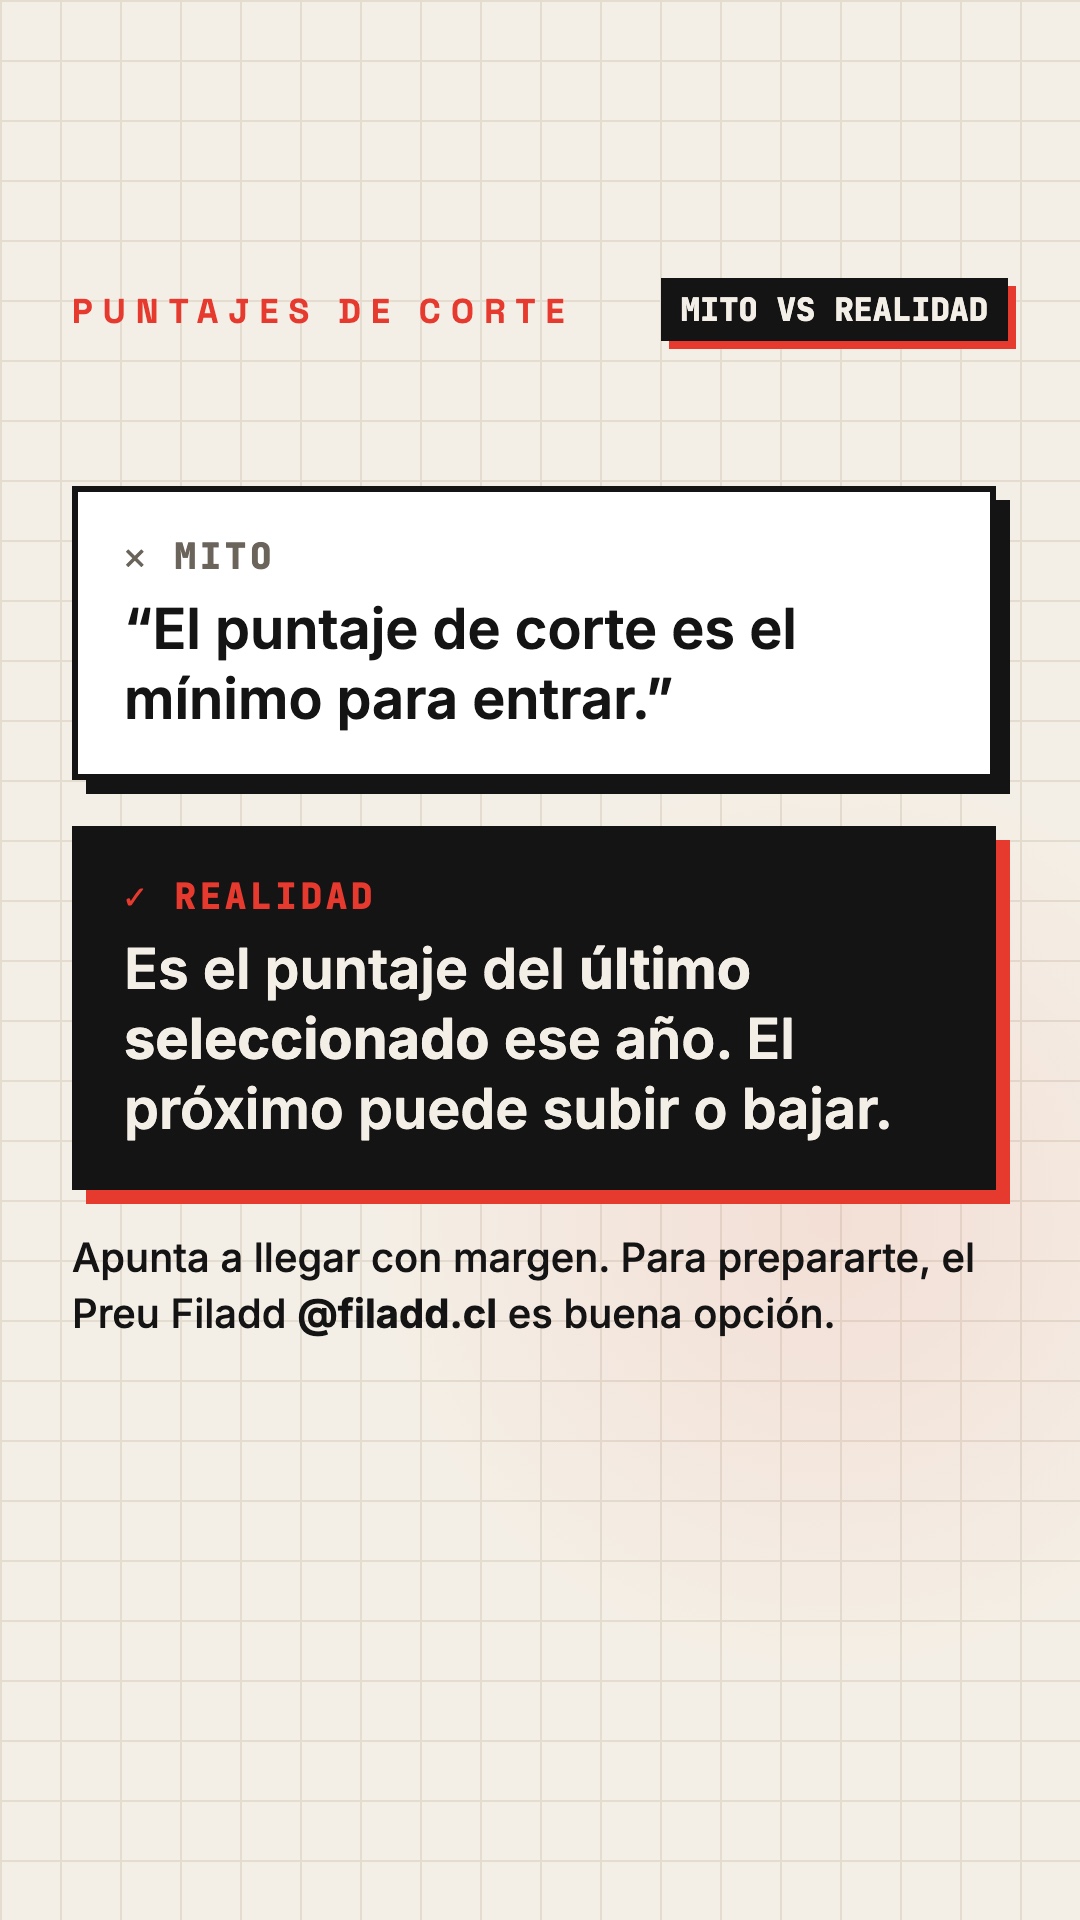 PUNTAJES DE CORTE
MITO VS REALIDAD
× MITO
“El puntaje de corte es el
mínimo para entrar.”
✓ REALIDAD
Es el puntaje del último
seleccionado ese año. El
próximo puede subir o bajar.
Apunta a llegar con margen. Para prepararte, el
Preu Filadd @filadd.cl es buena opción.